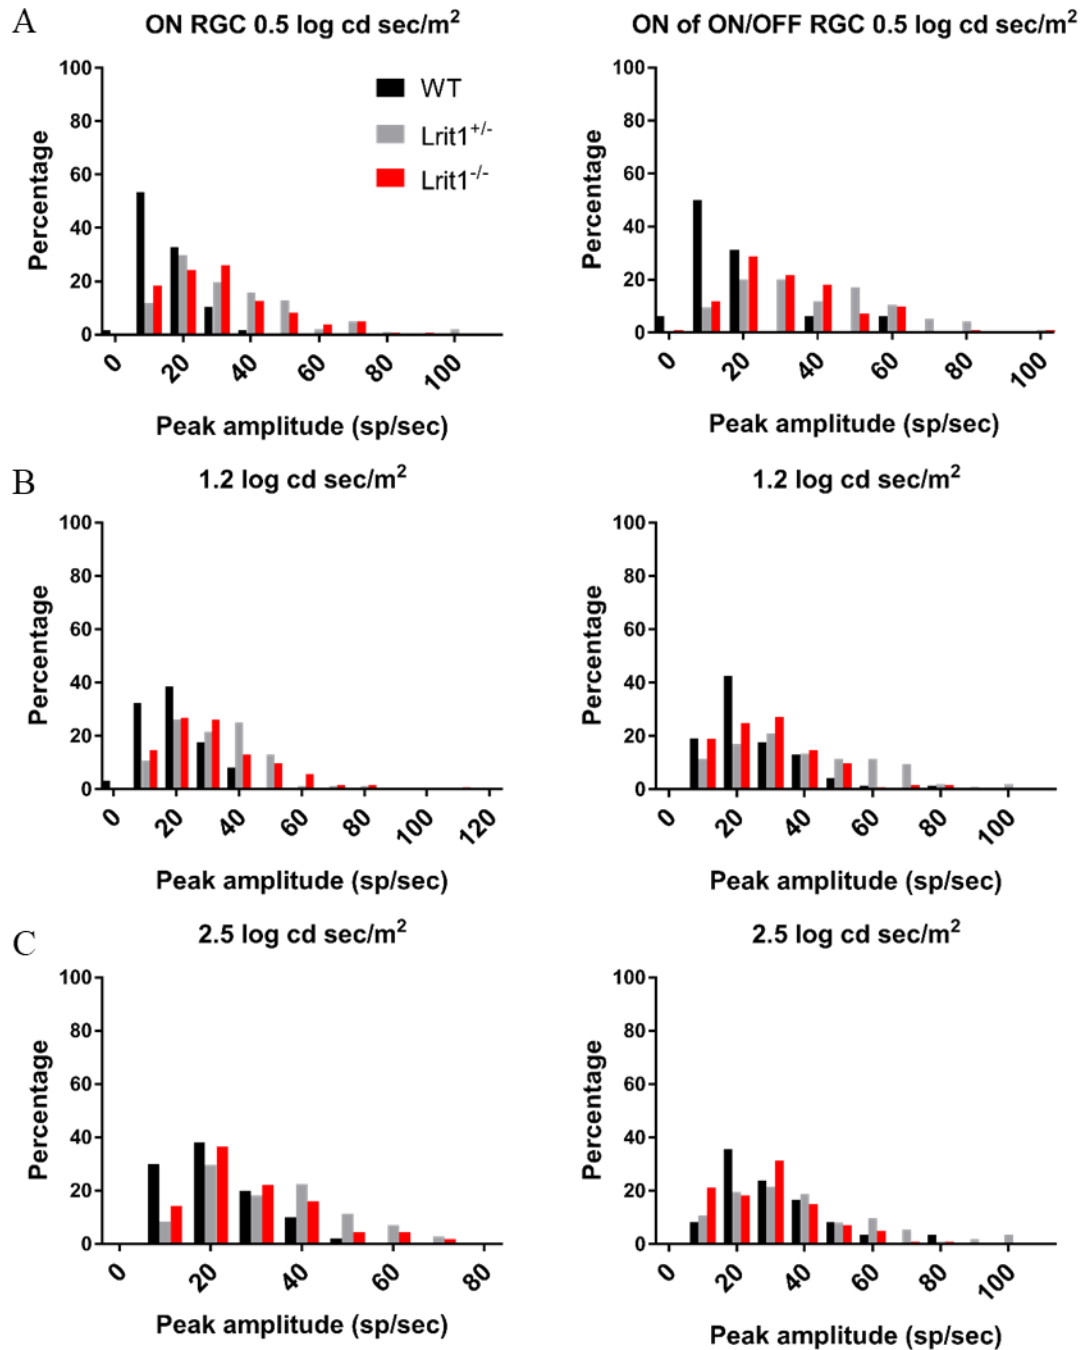 A
ON RGC 0.5 log cd sec/m²
ON of ON/OFF RGC 0.5 log cd sec/m²
Percentage
100
80
60
40
20
0
WT
Lrit1+/-
Lrit1-/-
0 20 40 60 80 100
Peak amplitude (sp/sec)
Percentage
100
80
60
40
20
0
0 20 40 60 80 100
Peak amplitude (sp/sec)
B
1.2 log cd sec/m²
1.2 log cd sec/m²
Percentage
100
80
60
40
20
0
0 20 40 60 80 100 120
Peak amplitude (sp/sec)
Percentage
100
80
60
40
20
0
0 20 40 60 80 100
Peak amplitude (sp/sec)
C
2.5 log cd sec/m²
2.5 log cd sec/m²
Percentage
100
80
60
40
20
0
0 20 40 60 80
Peak amplitude (sp/sec)
Percentage
100
80
60
40
20
0
0 20 40 60 80 100
Peak amplitude (sp/sec)